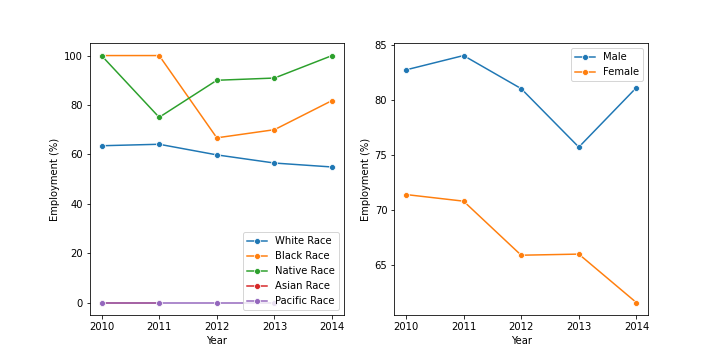 100
80
60
40
20
0
Employment (%)
2010 2011 2012 2013 2014
Year
White Race
Black Race
Native Race
Asian Race
Pacific Race
85
80
75
70
65
Employment (%)
2010 2011 2012 2013 2014
Year
Male
Female